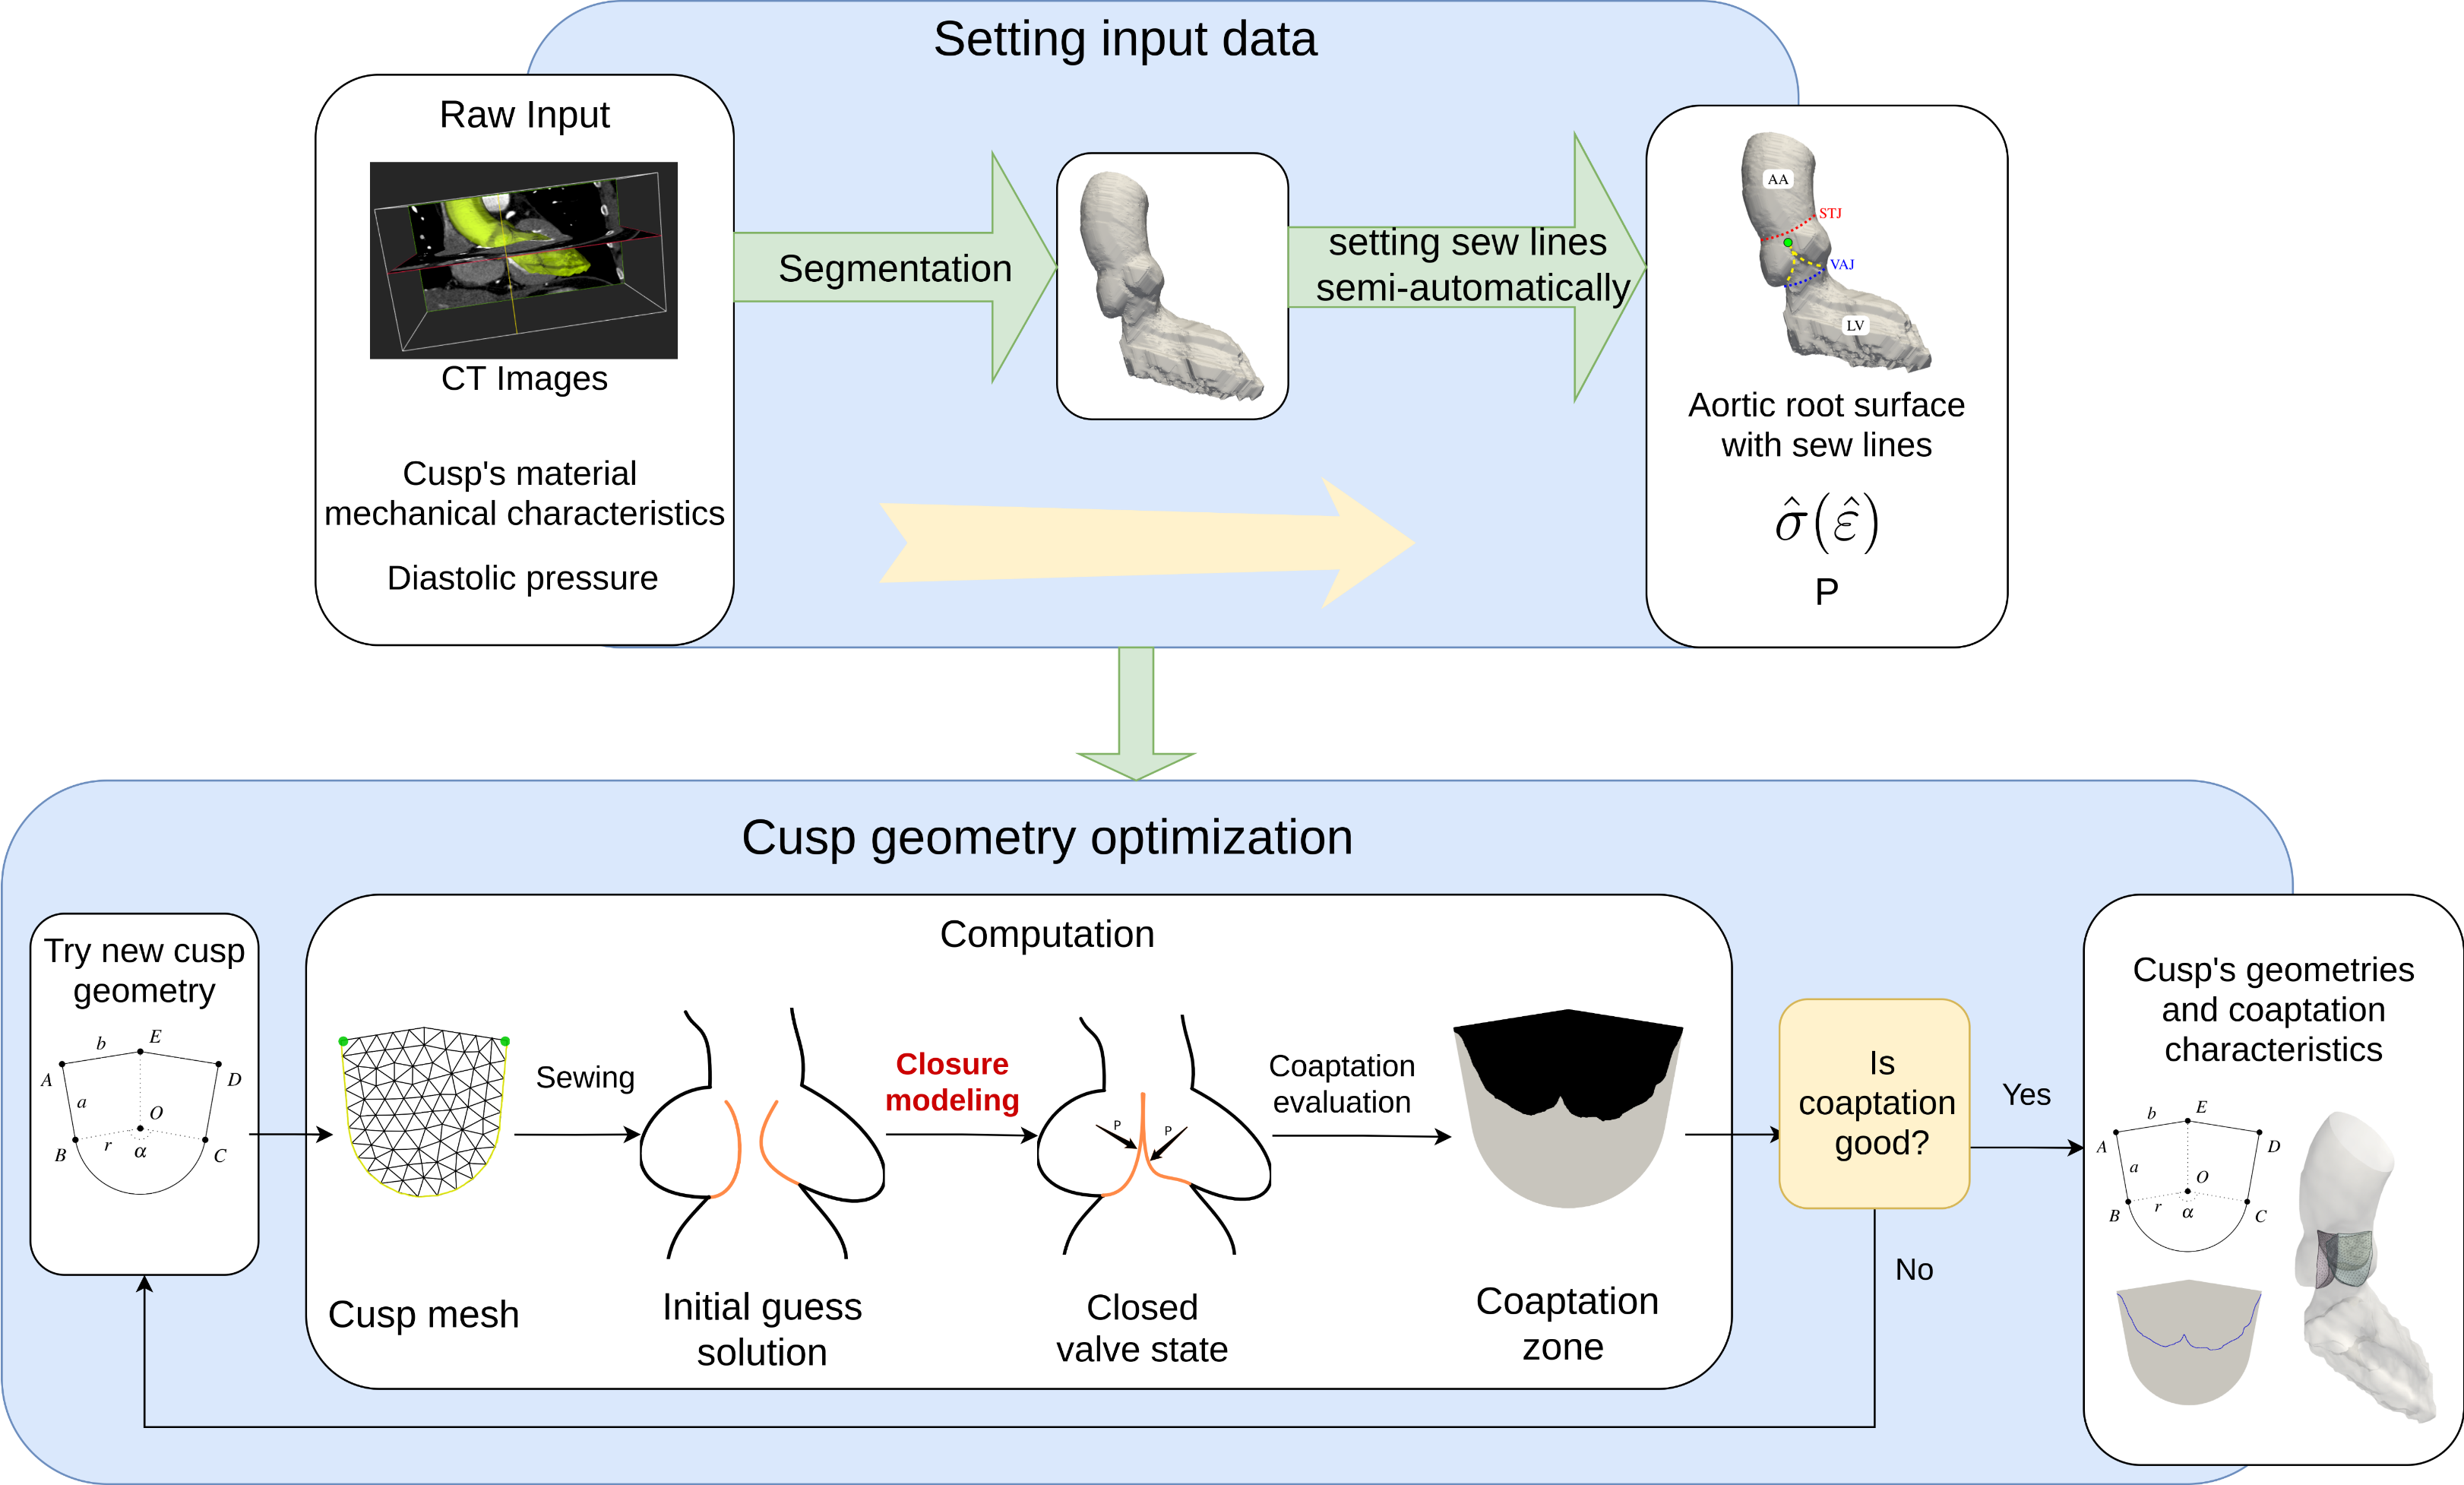 Setting input data
Raw Input
CT Images
Cusp's material
mechanical characteristics
Diastolic pressure
Segmentation
setting sew lines
semi-automatically
AA
STJ
VAJ
LV
Aortic root surface
with sew lines
σ̂(ε̂)
P
Cusp geometry optimization
Try new cusp
geometry
b
E
A
D
a
O
B
r
α
C
Computation
Cusp mesh
Sewing
Initial guess
solution
Closure
modeling
P
P
Closed
valve state
Coaptation
evaluation
Coaptation
zone
Is
coaptation
good?
Yes
No
Cusp's geometries
and coaptation
characteristics
b
E
A
D
a
O
B
r
α
C